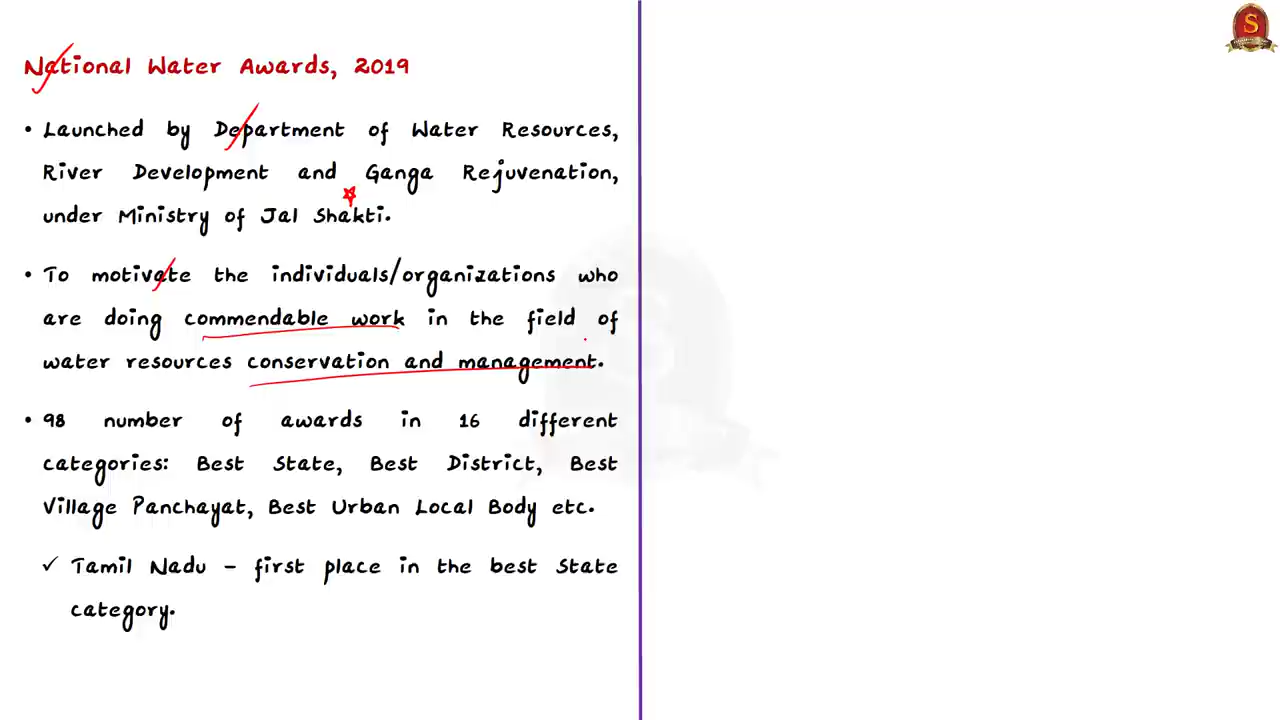 National Water Awards, 2019
• Launched by Department of Water Resources,
River Development and Ganga Rejuvenation,
under Ministry of Jal Shakti.
• To motivate the individuals/organizations who
are doing commendable work in the field of
water resources conservation and management.
• 98 number of awards in 16 different
categories: Best State, Best District, Best
Village Panchayat, Best Urban Local Body etc.
✓ Tamil Nadu – first place in the best State
category.
S